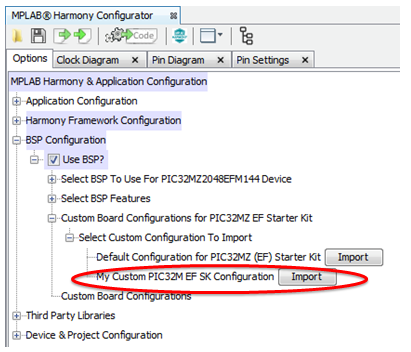 MPLAB® Harmony Configurator
Code
Options Clock Diagram Pin Diagram Pin Settings
MPLAB Harmony & Application Configuration
Application Configuration
Harmony Framework Configuration
BSP Configuration
Use BSP?
Select BSP To Use For PIC32MZ2048EFM144 Device
Select BSP Features
Custom Board Configurations for PIC32MZ EF Starter Kit
Select Custom Configuration To Import
Default Configuration for PIC32MZ (EF) Starter Kit Import
My Custom PIC32M EF SK Configuration Import
Custom Board Configurations
Third Party Libraries
Device & Project Configuration